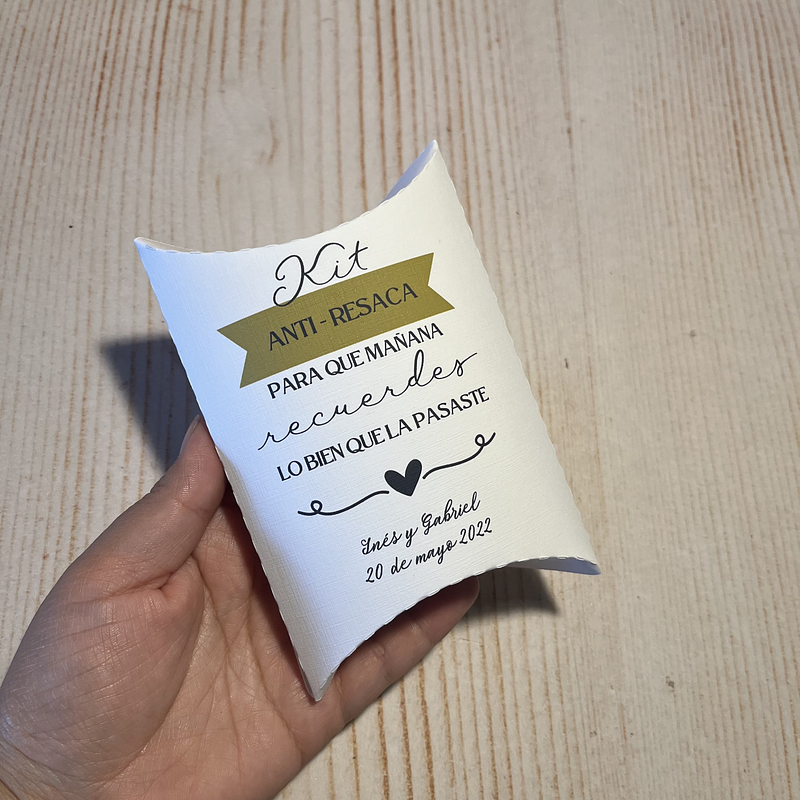 Kit
ANTI-RESACA
PARA QUE MAÑANA
recuerdes
LO BIEN QUE LA PASASTE
Inés y Gabriel
20 de mayo 2022